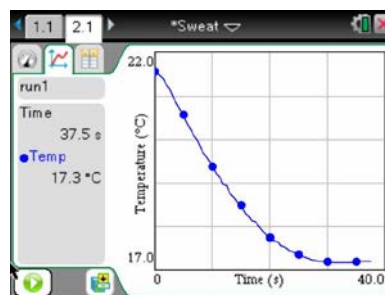 1.1 2.1 *Sweat
run1
Time
37.5 s
Temp
17.3 °C
22.0
Temperature (°C)
17.0
0 Time (s) 40.0